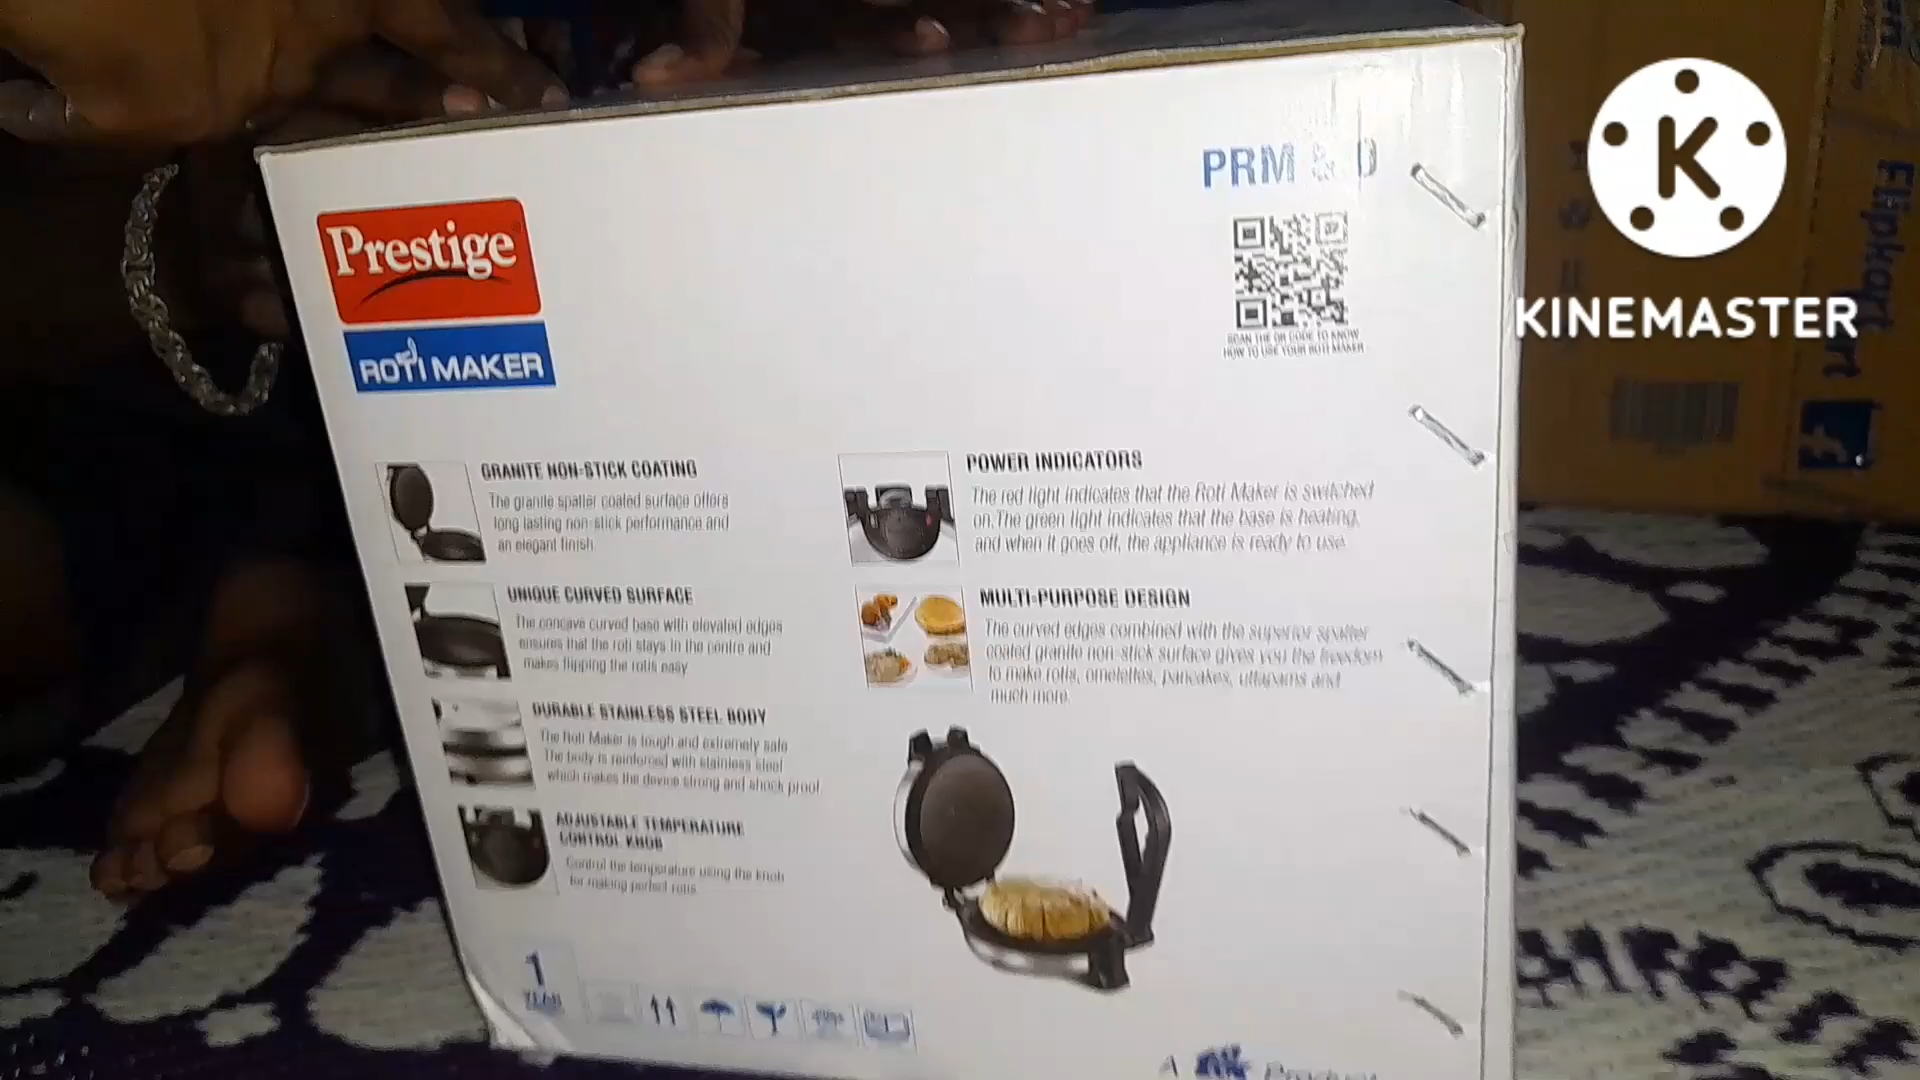 PRM
Prestige
ROTI MAKER
SCAN THE QR CODE TO KNOW
HOW TO USE YOUR ROTI MAKER
GRANITE NON-STICK COATING
The granite spatter coated surface offers
long lasting non-stick performance and
an elegant finish.
UNIQUE CURVED SURFACE
The concave curved base with elevated edges
ensures that the roti stays in the centre and
makes flipping the rotis easy
DURABLE STAINLESS STEEL BODY
The Roti Maker is tough and extremely safe
The body is reinforced with stainless steel
which makes the device strong and shock proof
ADJUSTABLE TEMPERATURE
CONTROL KNOB
Control the temperature using the knob
for making perfect rotis
POWER INDICATORS
The red light indicates that the Roti Maker is switched
on. The green light indicates that the base is heating,
and when it goes off, the appliance is ready to use.
MULTI-PURPOSE DESIGN
The curved edges combined with the superior spatter
coated granite non-stick surface gives you the freedom
to make rotis, omelettes, pancakes, uttapams and
much more.
1
YEAR
A
Product
K
KINEMASTER
Flipkart